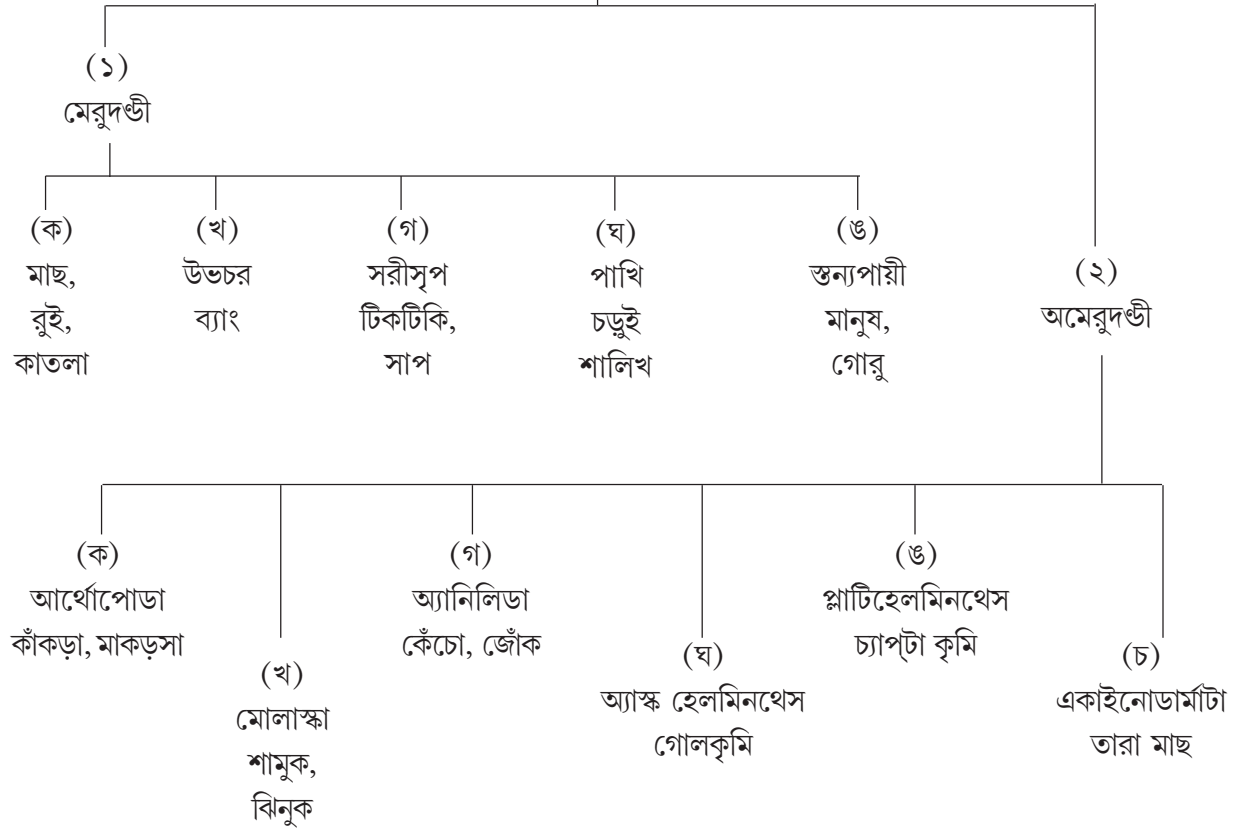 (১)
মেরুদণ্ডী
(ক)
মাছ,
রুই,
কাতলা
(খ)
উভচর
ব্যাং
(গ)
সরীসৃপ
টিকটিকি,
সাপ
(ঘ)
পাখি
চড়ুই
শালিখ
(ঙ)
স্তন্যপায়ী
মানুষ,
গোরু
(২)
অমেরুদণ্ডী
(ক)
আর্থোপোডা
কাঁকড়া, মাকড়সা
(খ)
মোলাস্কা
শামুক,
ঝিনুক
(গ)
অ্যানিলিডা
কেঁচো, জোঁক
(ঘ)
অ্যাস্ক হেলমিনথেস
গোলকৃমি
(ঙ)
প্লাটিহেলমিনথেস
চ্যাপ্‌টা কৃমি
(চ)
একাইনোডার্মাটা
তারা মাছ